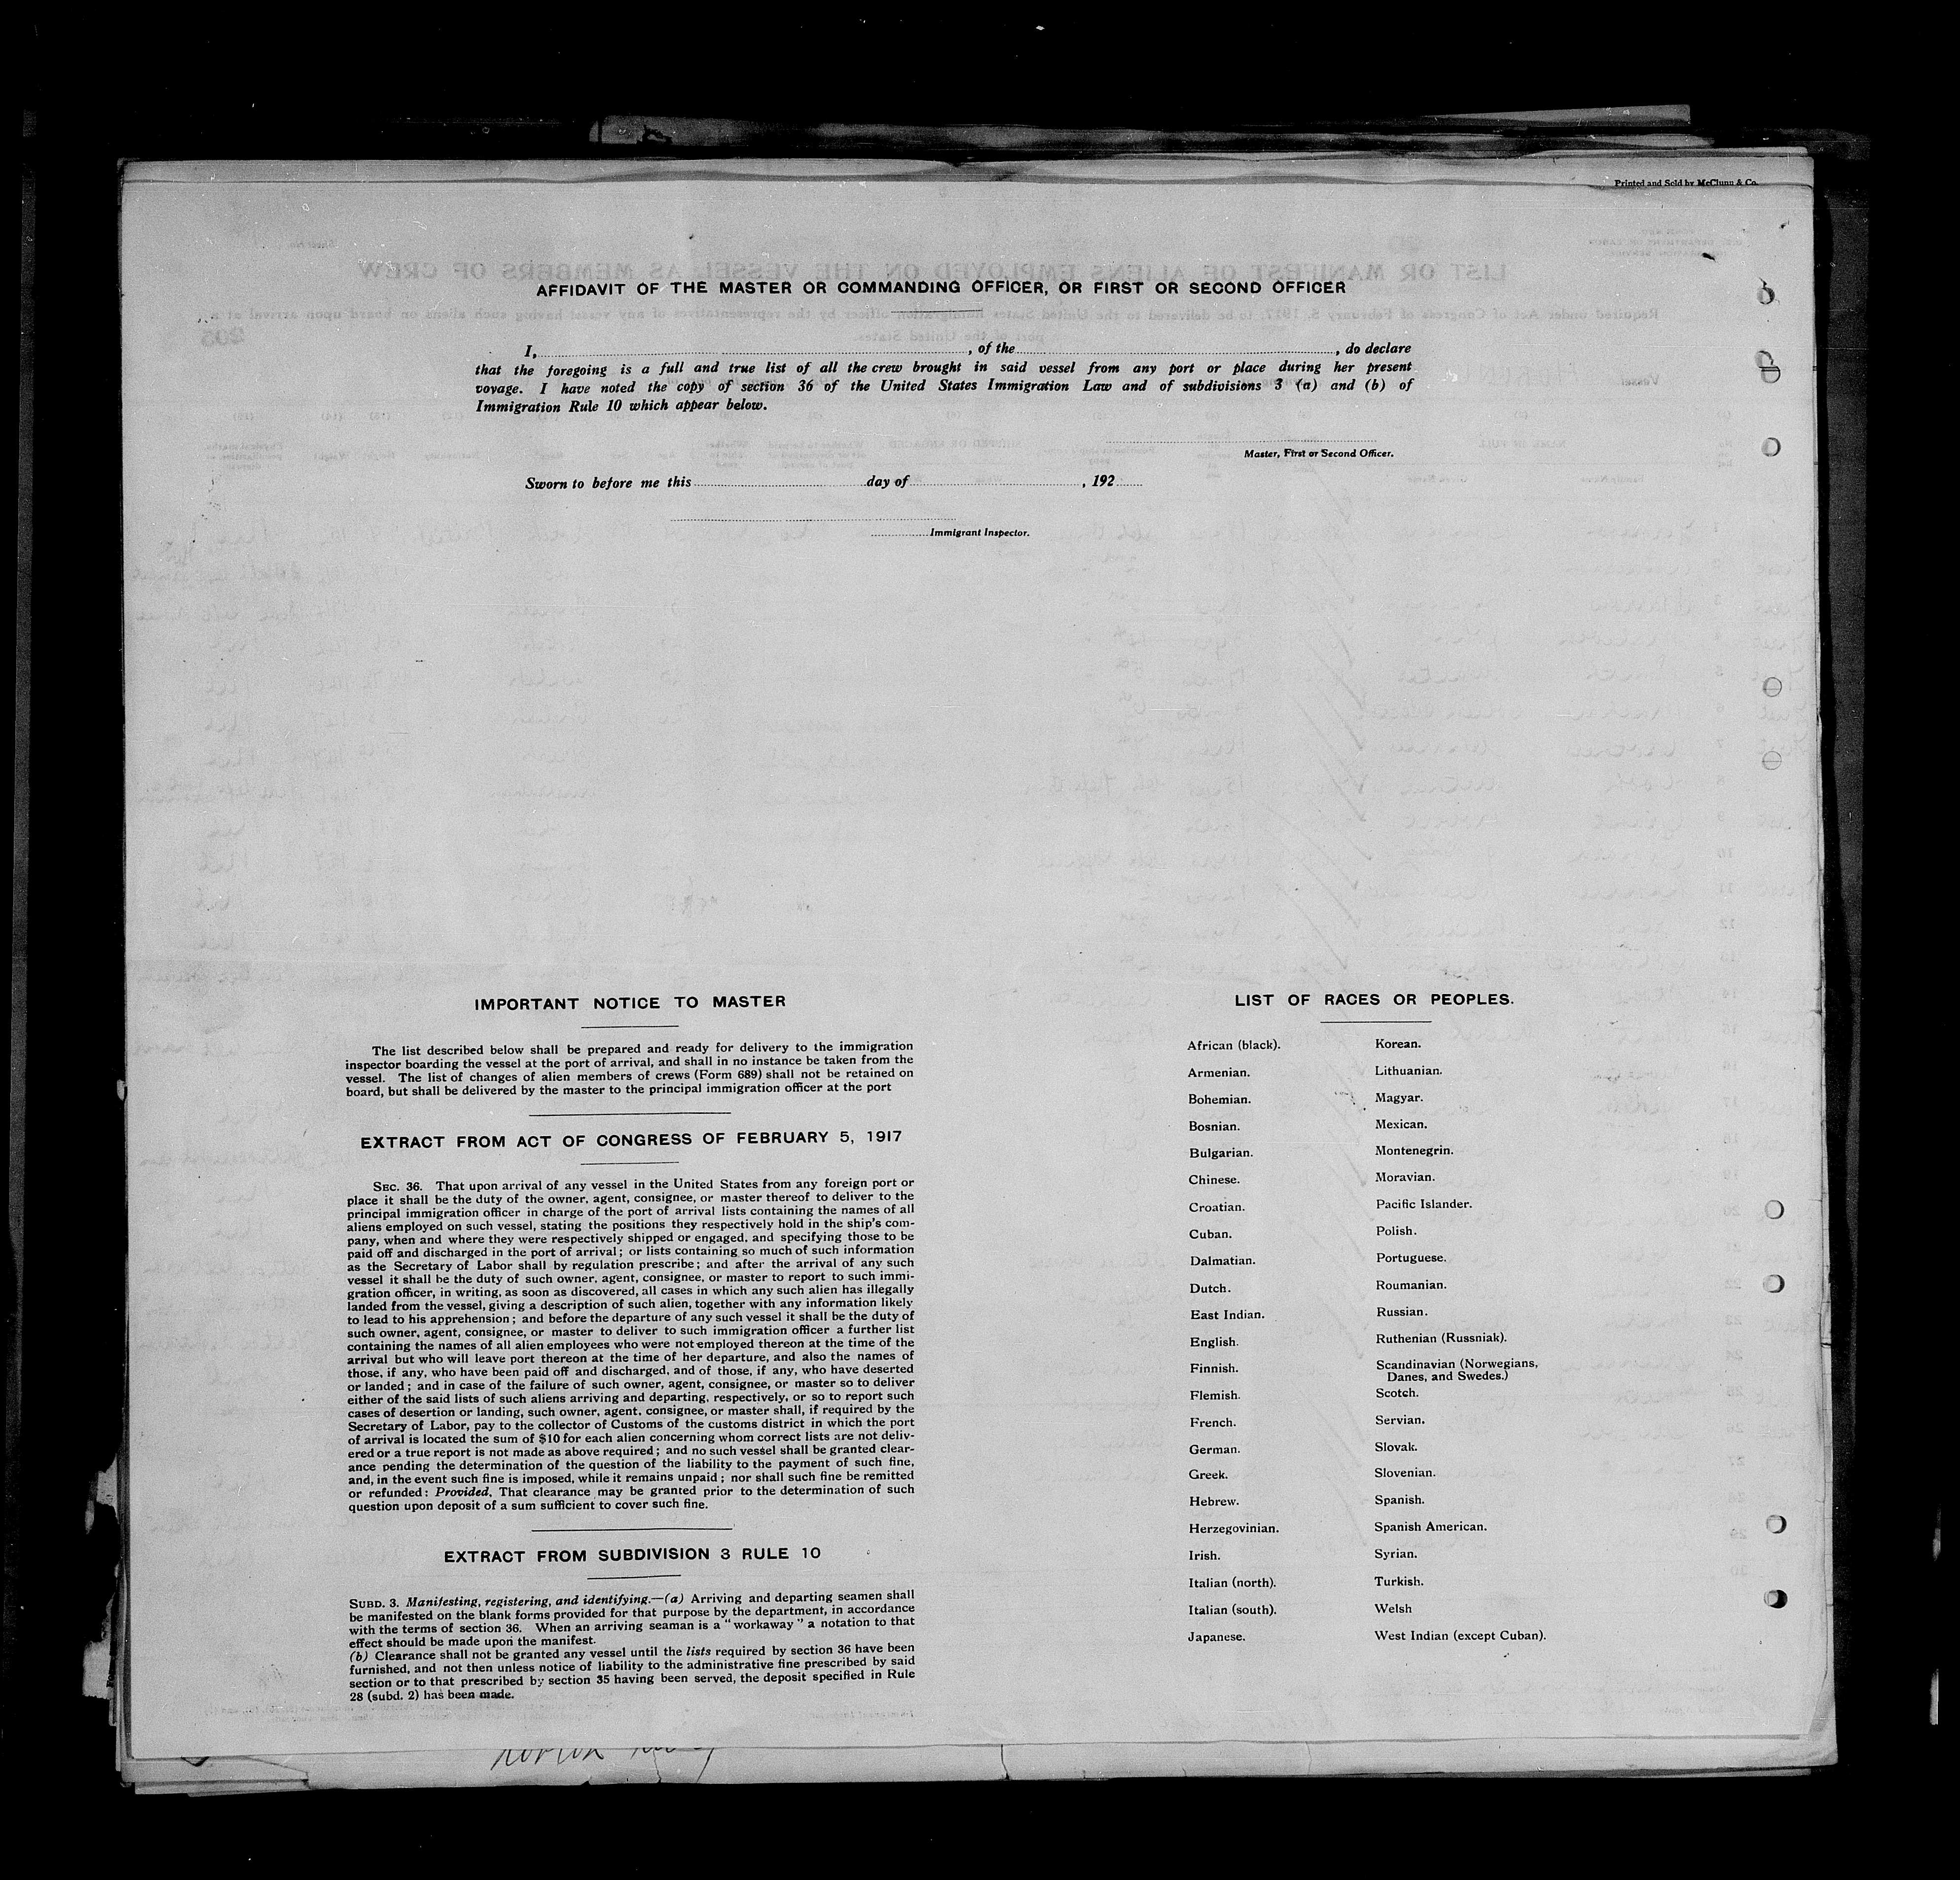 Printed and Sold by McClunn & Co.
AFFIDAVIT OF THE MASTER OR COMMANDING OFFICER, OR FIRST OR SECOND OFFICER
I, , of the , do declare
that the foregoing is a full and true list of all the crew brought in said vessel from any port or place during her present
voyage. I have noted the copy of section 36 of the United States Immigration Law and of subdivisions 3 (a) and (b) of
Immigration Rule 10 which appear below.
Master, First or Second Officer.
Sworn to before me this day of , 192
Immigrant Inspector.
IMPORTANT NOTICE TO MASTER
The list described below shall be prepared and ready for delivery to the immigration
inspector boarding the vessel at the port of arrival, and shall in no instance be taken from the
vessel. The list of changes of alien members of crews (Form 689) shall not be retained on
board, but shall be delivered by the master to the principal immigration officer at the port
EXTRACT FROM ACT OF CONGRESS OF FEBRUARY 5, 1917
SEC. 36. That upon arrival of any vessel in the United States from any foreign port or
place it shall be the duty of the owner, agent, consignee, or master thereof to deliver to the
principal immigration officer in charge of the port of arrival lists containing the names of all
aliens employed on such vessel, stating the positions they respectively hold in the ship's com-
pany, when and where they were respectively shipped or engaged, and specifying those to be
paid off and discharged in the port of arrival; or lists containing so much of such information
as the Secretary of Labor shall by regulation prescribe; and after the arrival of any such
vessel it shall be the duty of such owner, agent, consignee, or master to report to such immi-
gration officer, in writing, as soon as discovered, all cases in which any such alien has illegally
landed from the vessel, giving a description of such alien, together with any information likely
to lead to his apprehension; and before the departure of any such vessel it shall be the duty of
such owner, agent, consignee, or master to deliver to such immigration officer a further list
containing the names of all alien employees who were not employed thereon at the time of the
arrival but who will leave port thereon at the time of her departure, and also the names of
those, if any, who have been paid off and discharged, and of those, if any, who have deserted
or landed; and in case of the failure of such owner, agent, consignee, or master so to deliver
either of the said lists of such aliens arriving and departing, respectively, or so to report such
cases of desertion or landing, such owner, agent, consignee, or master shall, if required by the
Secretary of Labor, pay to the collector of Customs of the customs district in which the port
of arrival is located the sum of $10 for each alien concerning whom correct lists are not deliv-
ered or a true report is not made as above required; and no such vessel shall be granted clear-
ance pending the determination of the question of the liability to the payment of such fine,
and, in the event such fine is imposed, while it remains unpaid; nor shall such fine be remitted
or refunded: Provided, That clearance may be granted prior to the determination of such
question upon deposit of a sum sufficient to cover such fine.
EXTRACT FROM SUBDIVISION 3 RULE 10
SUBD. 3. Manifesting, registering, and identifying.—(a) Arriving and departing seamen shall
be manifested on the blank forms provided for that purpose by the department, in accordance
with the terms of section 36. When an arriving seaman is a "workaway" a notation to that
effect should be made upon the manifest.
(b) Clearance shall not be granted any vessel until the lists required by section 36 have been
furnished, and not then unless notice of liability to the administrative fine prescribed by said
section or to that prescribed by section 35 having been served, the deposit specified in Rule
28 (subd. 2) has been made.
LIST OF RACES OR PEOPLES.
African (black).
Armenian.
Bohemian.
Bosnian.
Bulgarian.
Chinese.
Croatian.
Cuban.
Dalmatian.
Dutch.
East Indian.
English.
Finnish.
Flemish.
French.
German.
Greek.
Hebrew.
Herzegovinian.
Irish.
Italian (north).
Italian (south).
Japanese.
Korean.
Lithuanian.
Magyar.
Mexican.
Montenegrin.
Moravian.
Pacific Islander.
Polish.
Portuguese.
Roumanian.
Russian.
Ruthenian (Russniak).
Scandinavian (Norwegians,
Danes, and Swedes.)
Scotch.
Servian.
Slovak.
Slovenian.
Spanish.
Spanish American.
Syrian.
Turkish.
Welsh
West Indian (except Cuban).